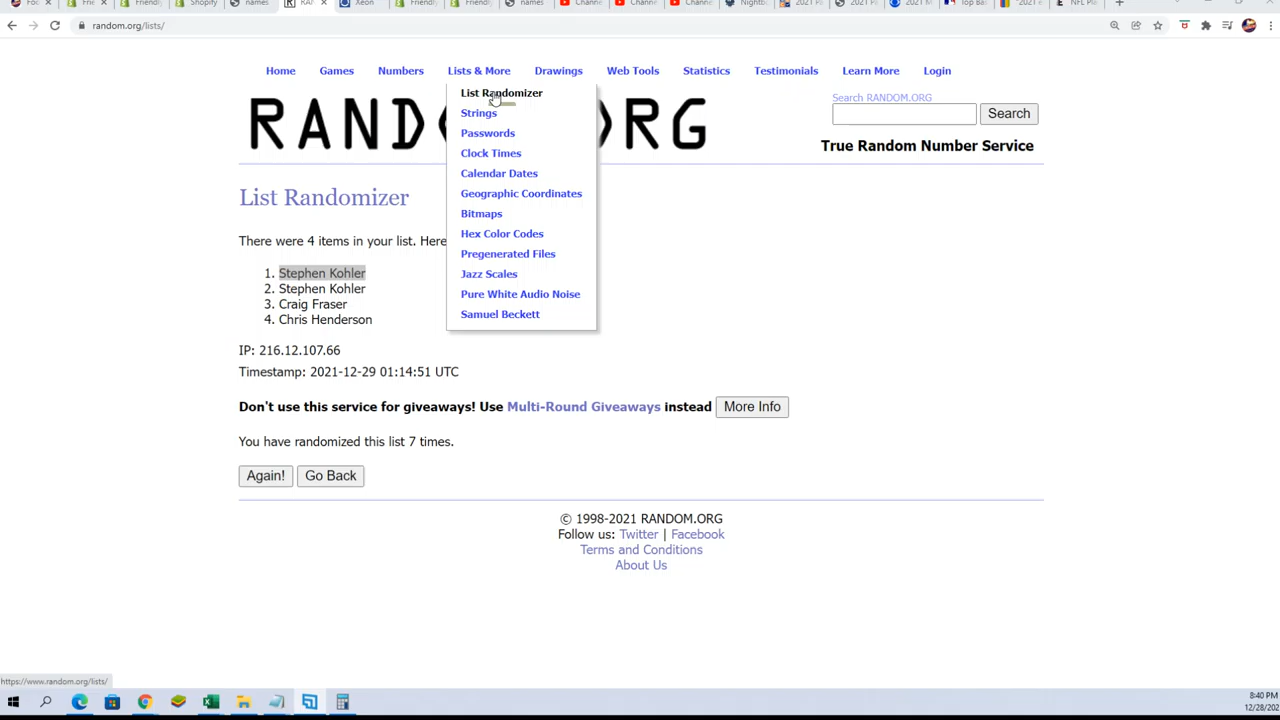 Shopify
names
Friendly
names
Xeon
random.org/lists/
Home Games Numbers Lists & More Drawings Web Tools Statistics Testimonials Learn More Login
List Randomizer
Strings
Passwords
Clock Times
Calendar Dates
Geographic Coordinates
Bitmaps
Hex Color Codes
Pregenerated Files
Jazz Scales
Pure White Audio Noise
Samuel Beckett
Search RANDOM.ORG
Search
True Random Number Service
List Randomizer
There were 4 items in your list. Here
1. Stephen Kohler
2. Stephen Kohler
3. Craig Fraser
4. Chris Henderson
IP: 216.12.107.66
Timestamp: 2021-12-29 01:14:51 UTC
Don't use this service for giveaways! Use Multi-Round Giveaways instead More Info
You have randomized this list 7 times.
Again! Go Back
© 1998-2021 RANDOM.ORG
Follow us: Twitter | Facebook
Terms and Conditions
About Us
https://www.random.org/lists/
8:40 PM
12/28/202